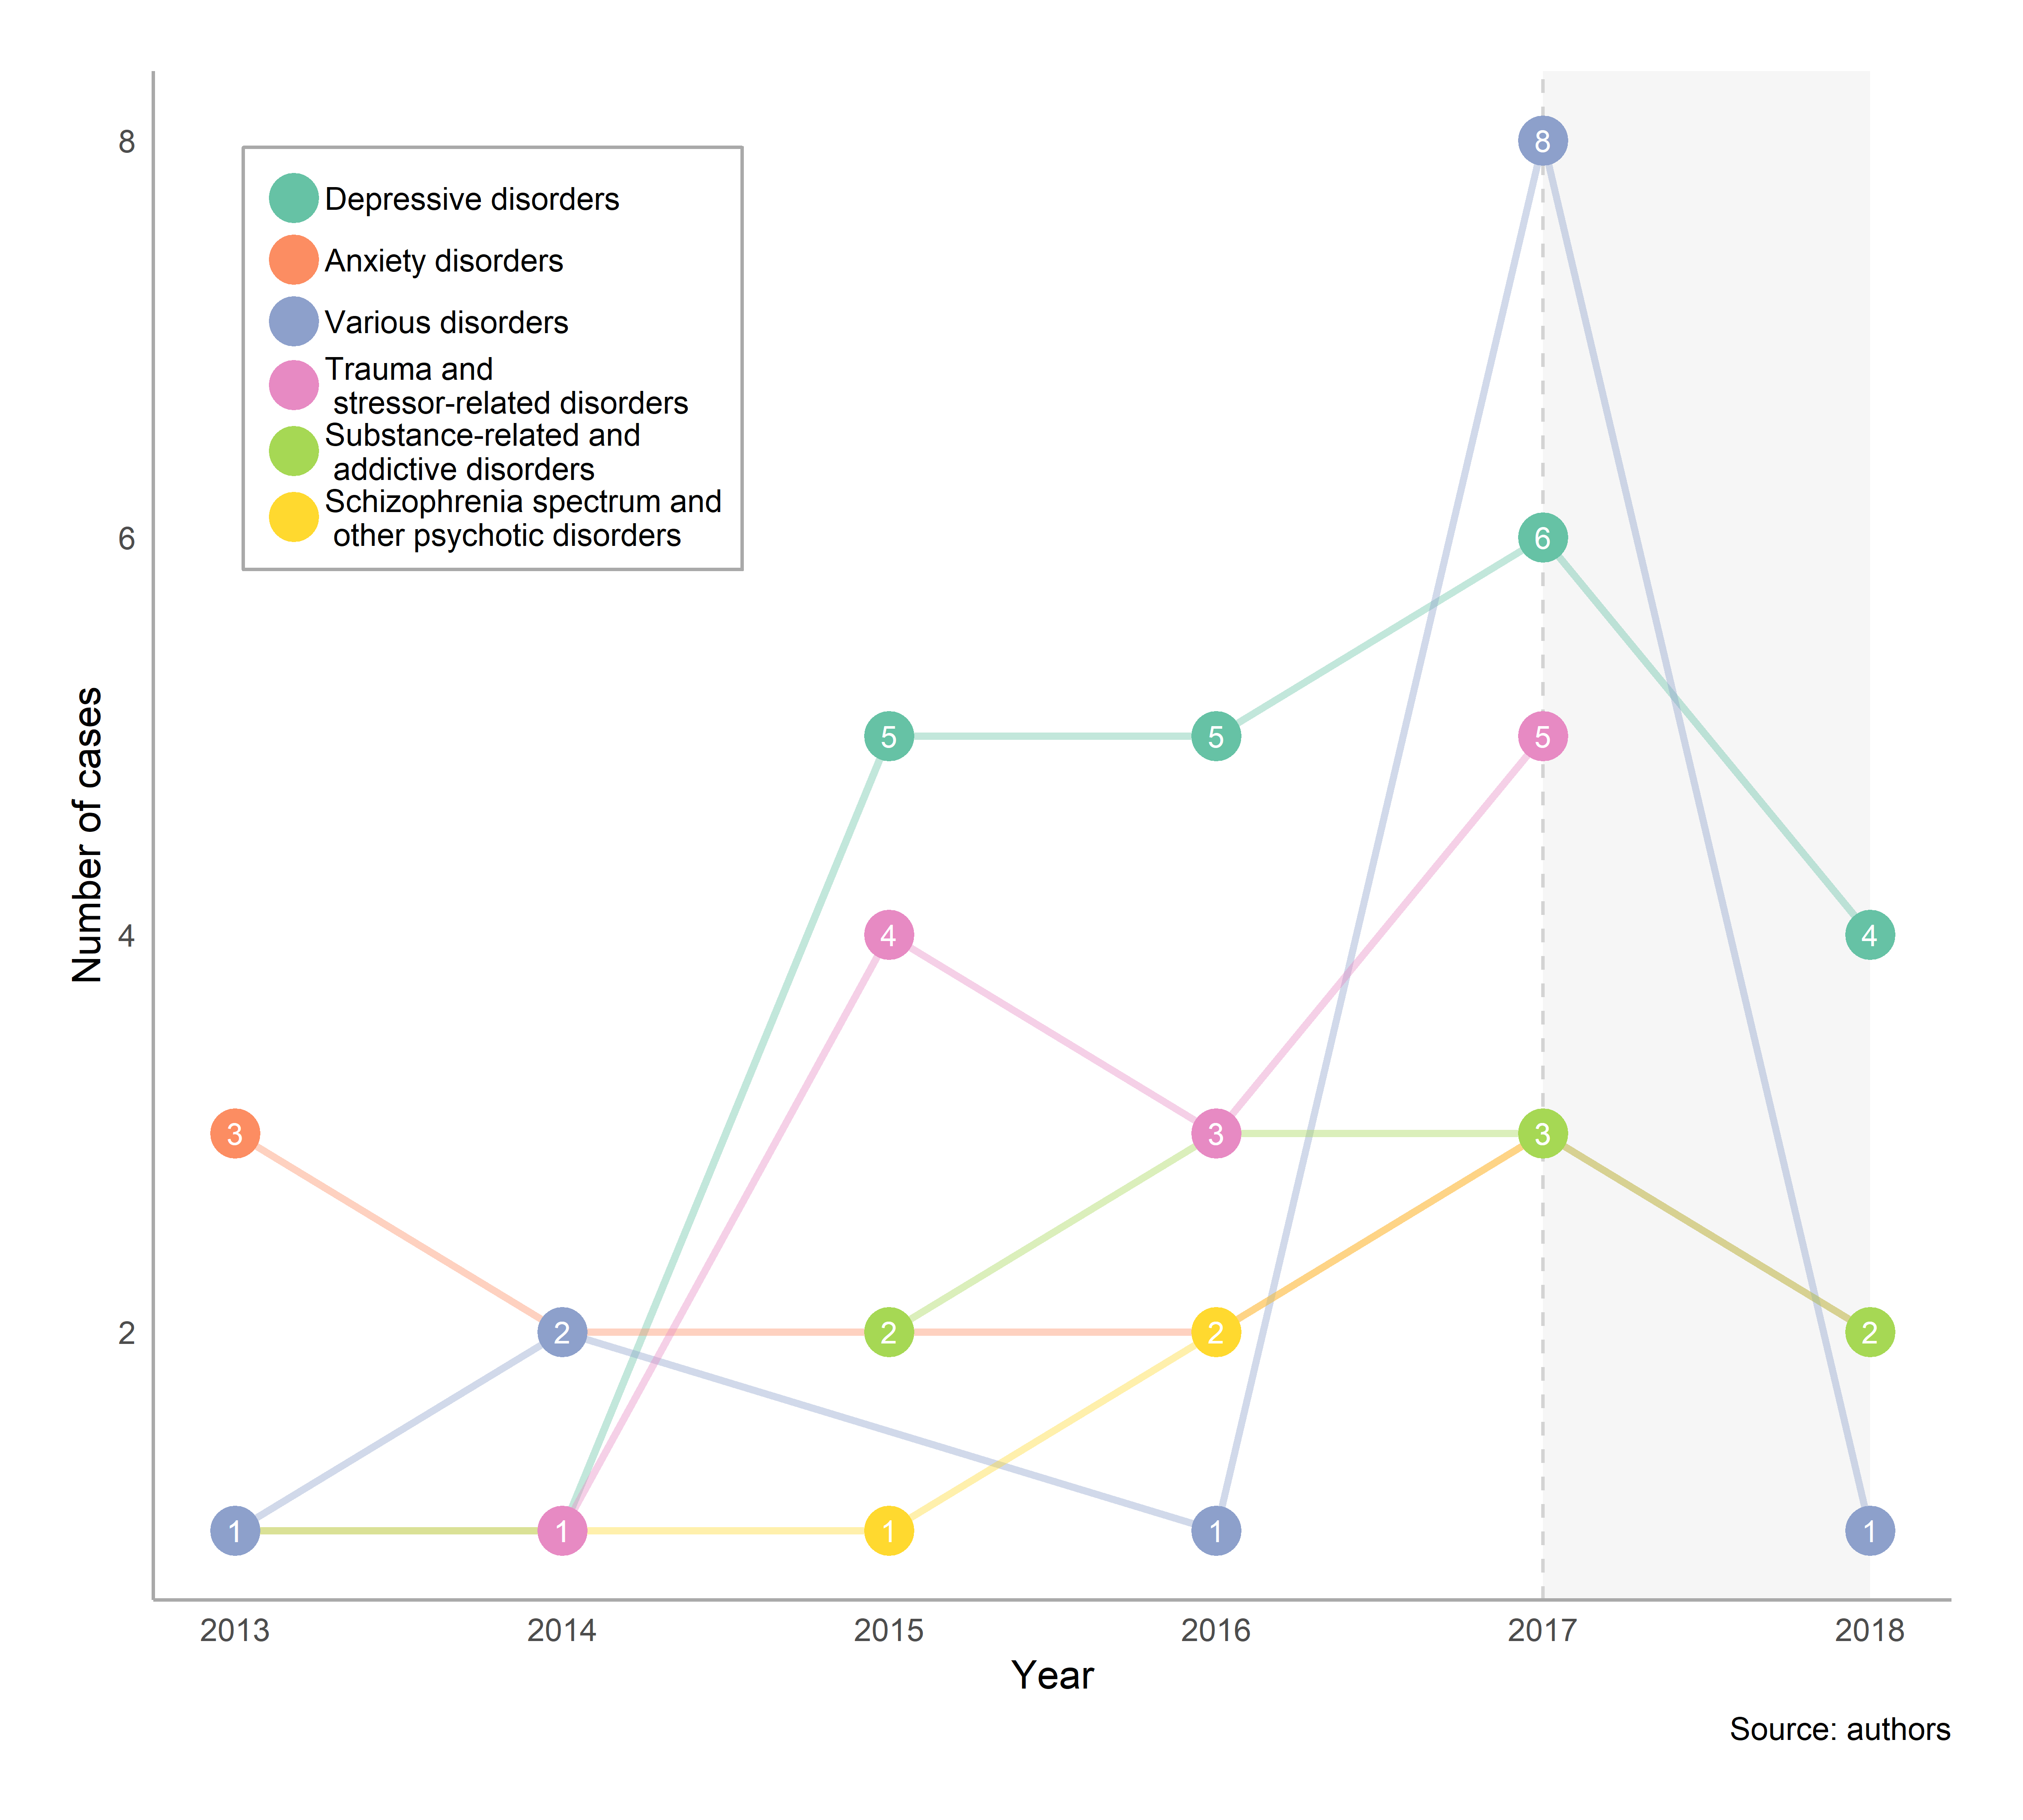 8
6
4
2
Number of cases
Depressive disorders
Anxiety disorders
Various disorders
Trauma and
stressor-related disorders
Substance-related and
addictive disorders
Schizophrenia spectrum and
other psychotic disorders
8
6
5 5 5
4 4
3 3 3
2 2 2 2
1 1 1 1 1
2013 2014 2015 2016 2017 2018
Year
Source: authors